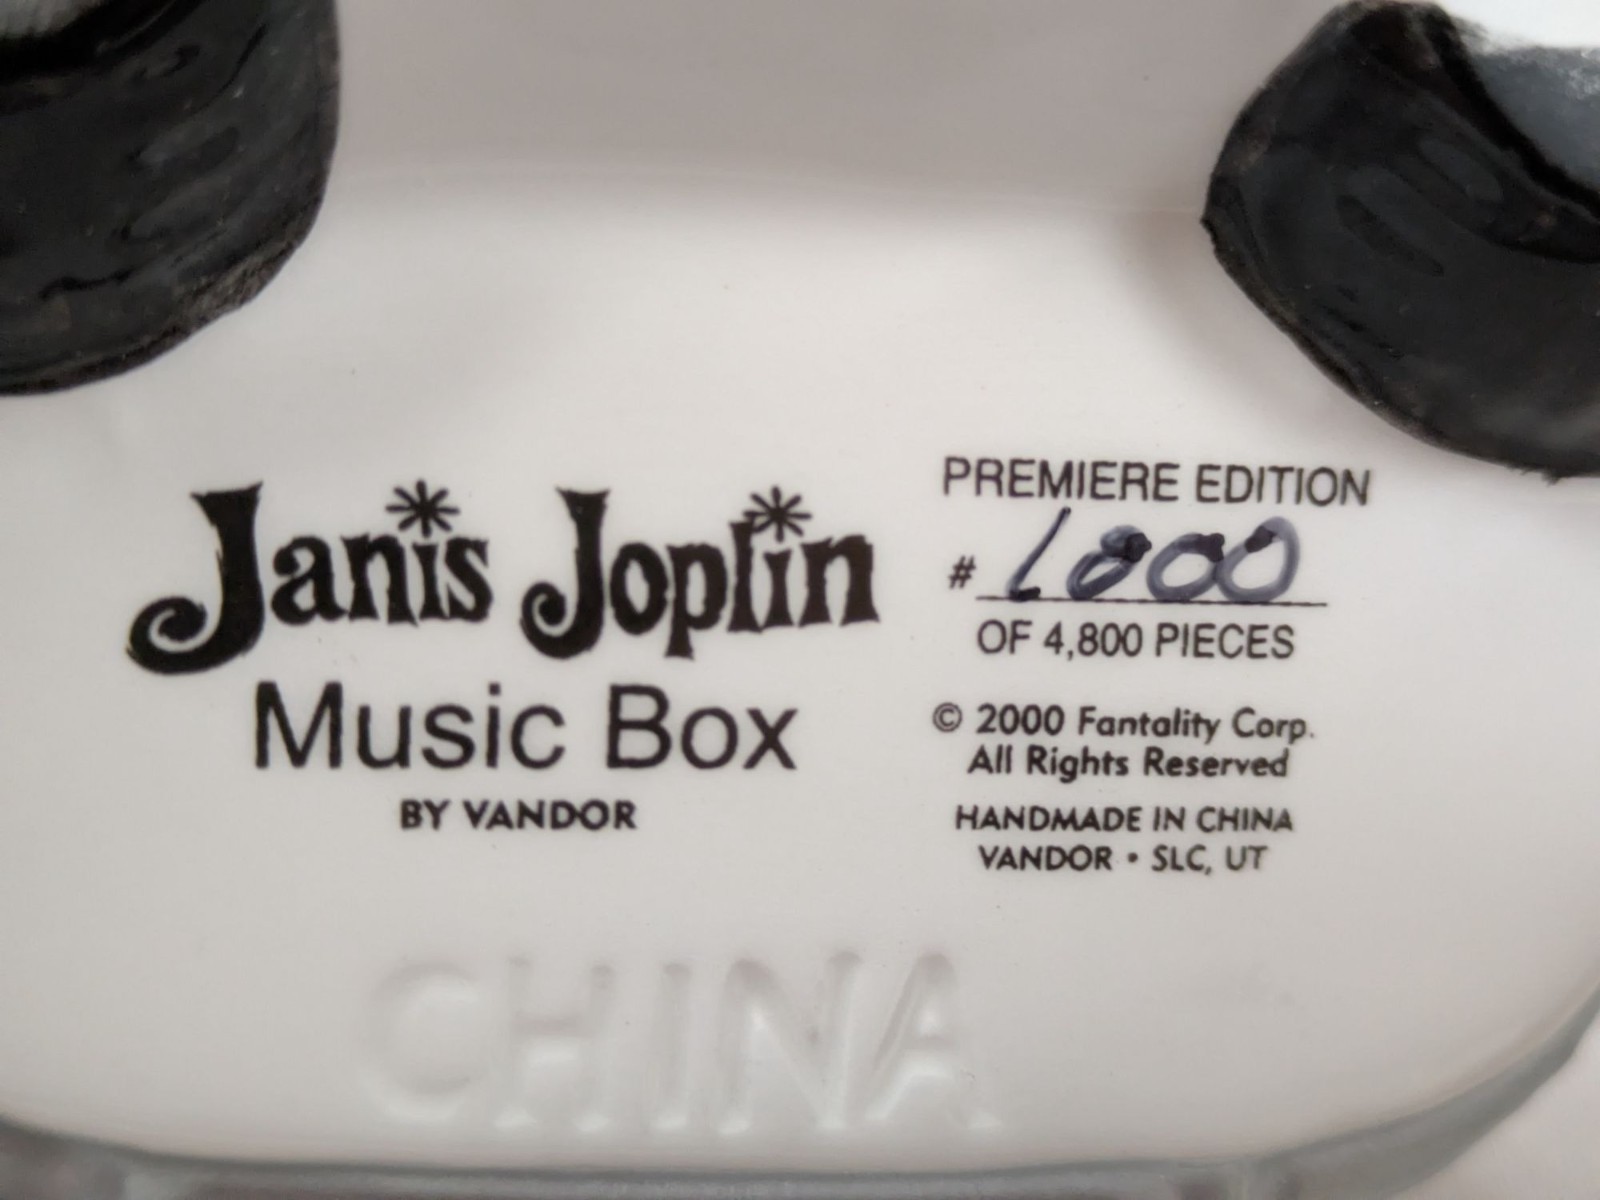 Janis Joplin
Music Box
BY VANDOR
PREMIERE EDITION
# 1800
OF 4,800 PIECES
© 2000 Fantality Corp.
All Rights Reserved
HANDMADE IN CHINA
VANDOR • SLC, UT
CHINA